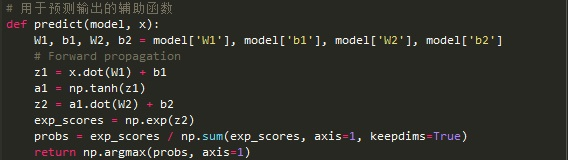 # 用于预测输出的辅助函数
def predict(model, x):
    W1, b1, W2, b2 = model['W1'], model['b1'], model['W2'], model['b2']
    # Forward propagation
    z1 = x.dot(W1) + b1
    a1 = np.tanh(z1)
    z2 = a1.dot(W2) + b2
    exp_scores = np.exp(z2)
    probs = exp_scores / np.sum(exp_scores, axis=1, keepdims=True)
    return np.argmax(probs, axis=1)